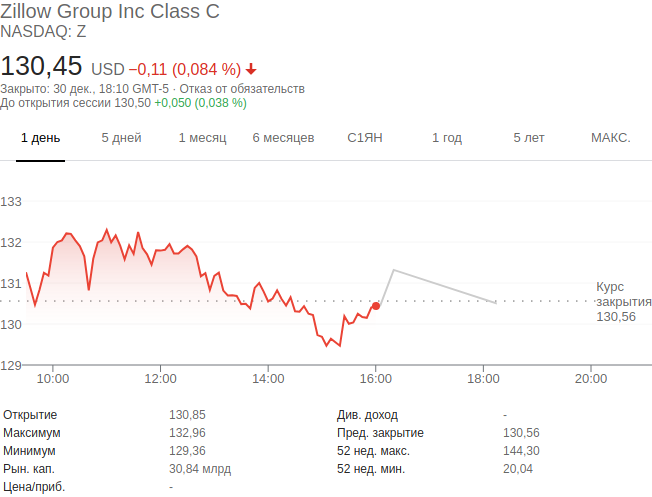 Zillow Group Inc Class C
NASDAQ: Z
130,45 USD −0,11 (0,084 %)
Закрыто: 30 дек., 18:10 GMT-5 · Отказ от обязательств
До открытия сессии 130,50 +0,050 (0,038 %)
1 день 5 дней 1 месяц 6 месяцев С1ЯН 1 год 5 лет МАКС.
133
132
131
130
129
Курс
закрытия
130,56
10:00 12:00 14:00 16:00 18:00 20:00
Открытие 130,85 Див. доход -
Максимум 132,96 Пред. закрытие 130,56
Минимум 129,36 52 нед. макс. 144,30
Рын. кап. 30,84 млрд 52 нед. мин. 20,04
Цена/приб. -